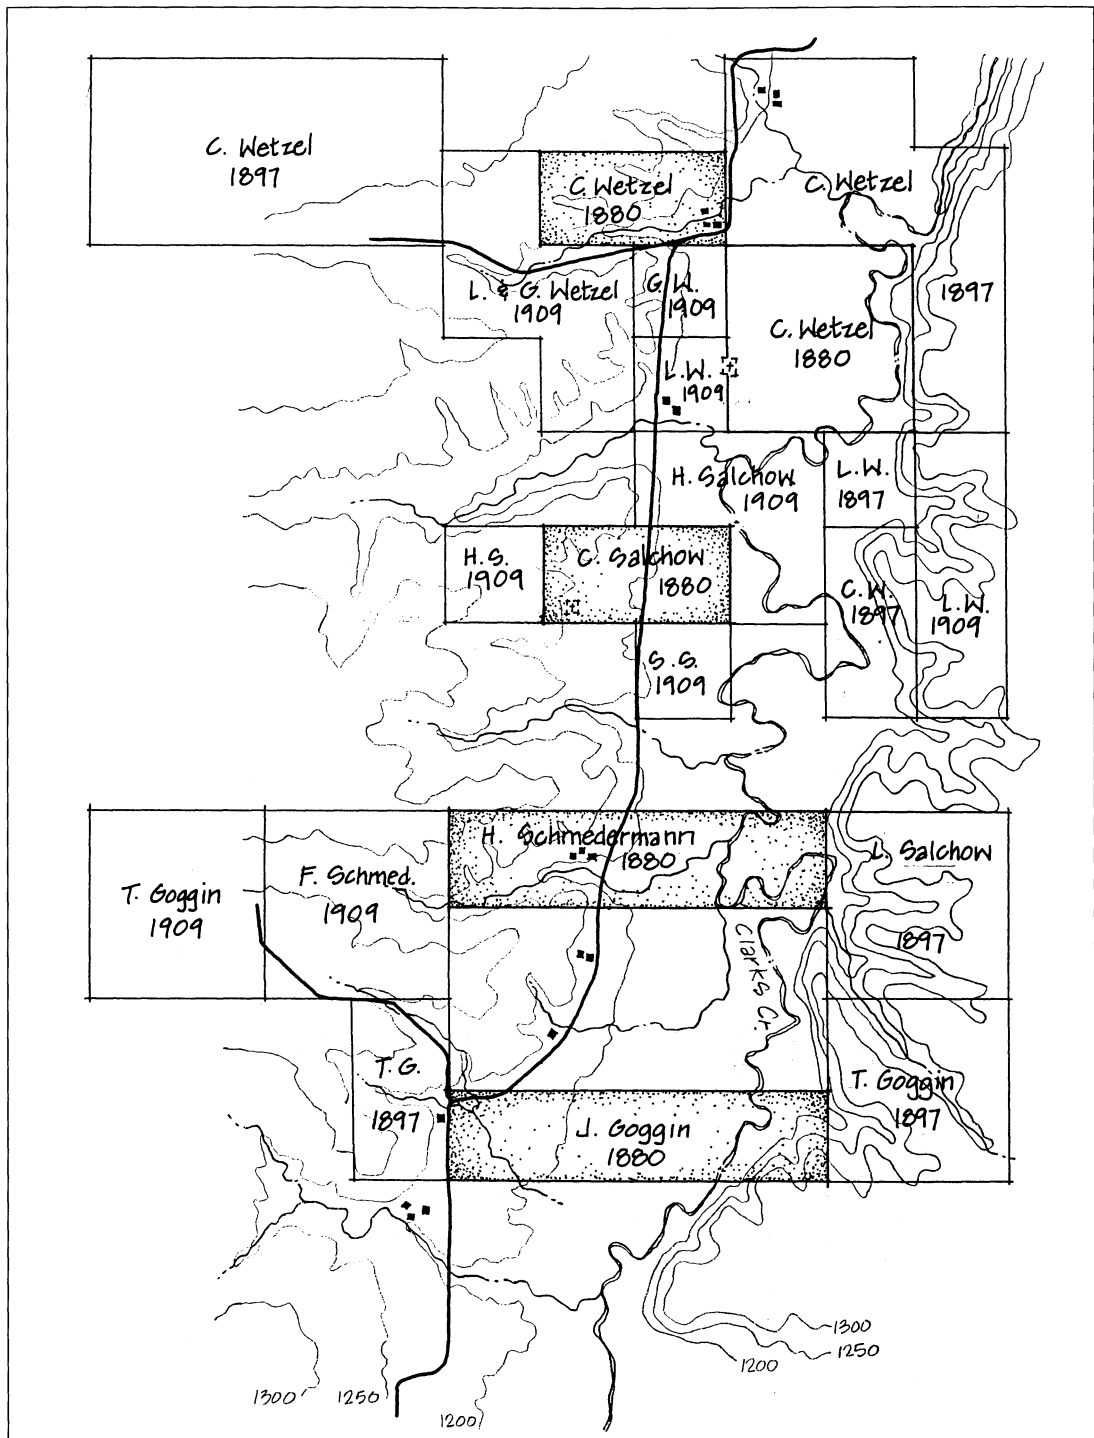 C. Wetzel
1897
C. Wetzel
1880
C. Wetzel
1897
L. & G. Wetzel
1909
G. W.
1909
C. Wetzel
1880
L. W.
1909
H. Salchow
1909
L. W.
1897
H. S.
1909
C. Salchow
1880
C. W.
1897
L. W.
1909
S. S.
1909
H. Schmedermann
1880
L. Salchow
1897
T. Goggin
1909
F. Schmed.
1909
Clarks Cr.
T. G.
1897
J. Goggin
1880
T. Goggin
1897
1300
1250
1200
1300
1250
1200